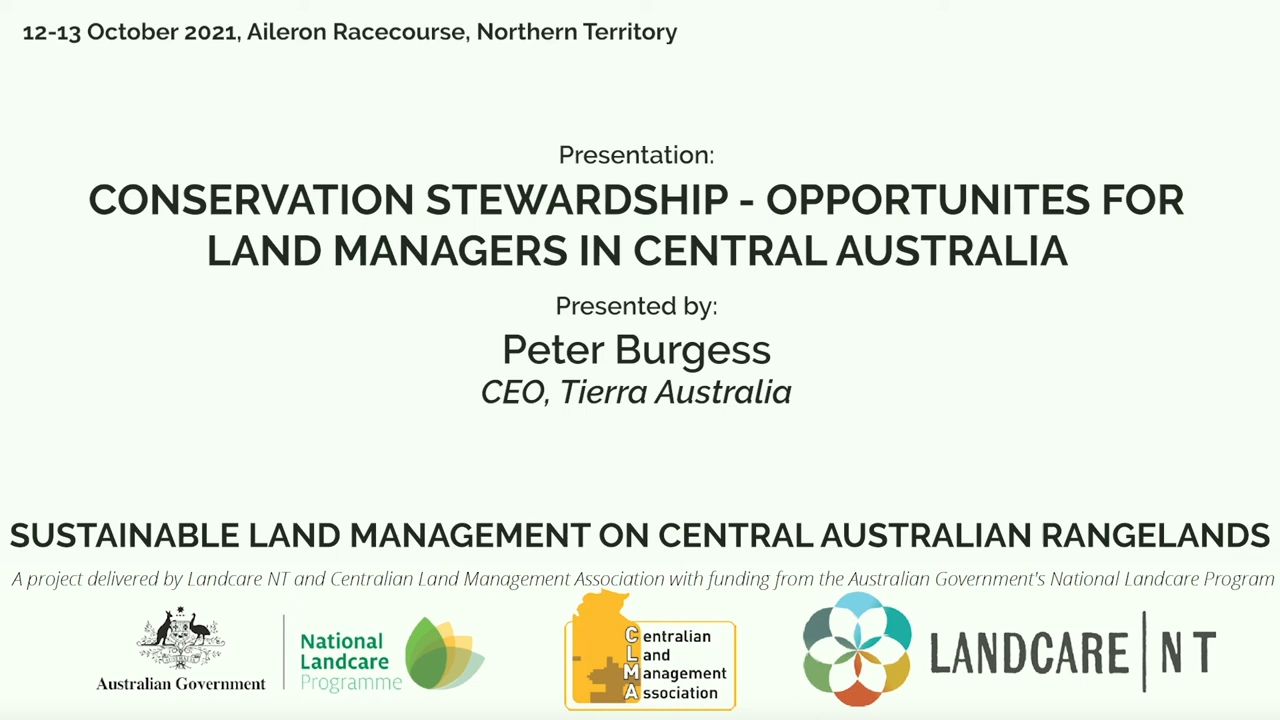 12-13 October 2021, Aileron Racecourse, Northern Territory
Presentation:
CONSERVATION STEWARDSHIP - OPPORTUNITES FOR
LAND MANAGERS IN CENTRAL AUSTRALIA
Presented by:
Peter Burgess
CEO, Tierra Australia
SUSTAINABLE LAND MANAGEMENT ON CENTRAL AUSTRALIAN RANGELANDS
A project delivered by Landcare NT and Centralian Land Management Association with funding from the Australian Government's National Landcare Program
Australian Government
National
Landcare
Programme
Centralian
Land
Management
Association
LANDCARE NT